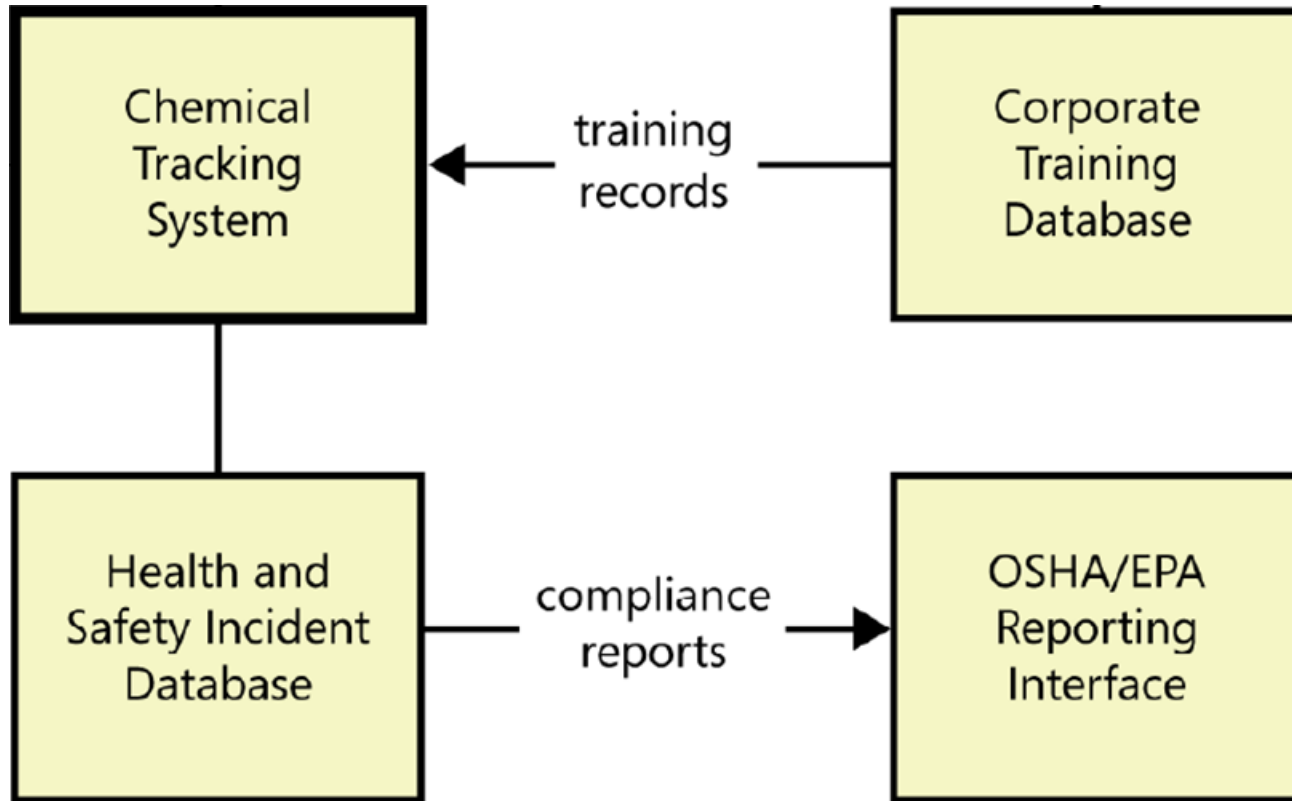 Chemical
Tracking
System
training
records
Corporate
Training
Database
Health and
Safety Incident
Database
compliance
reports
OSHA/EPA
Reporting
Interface